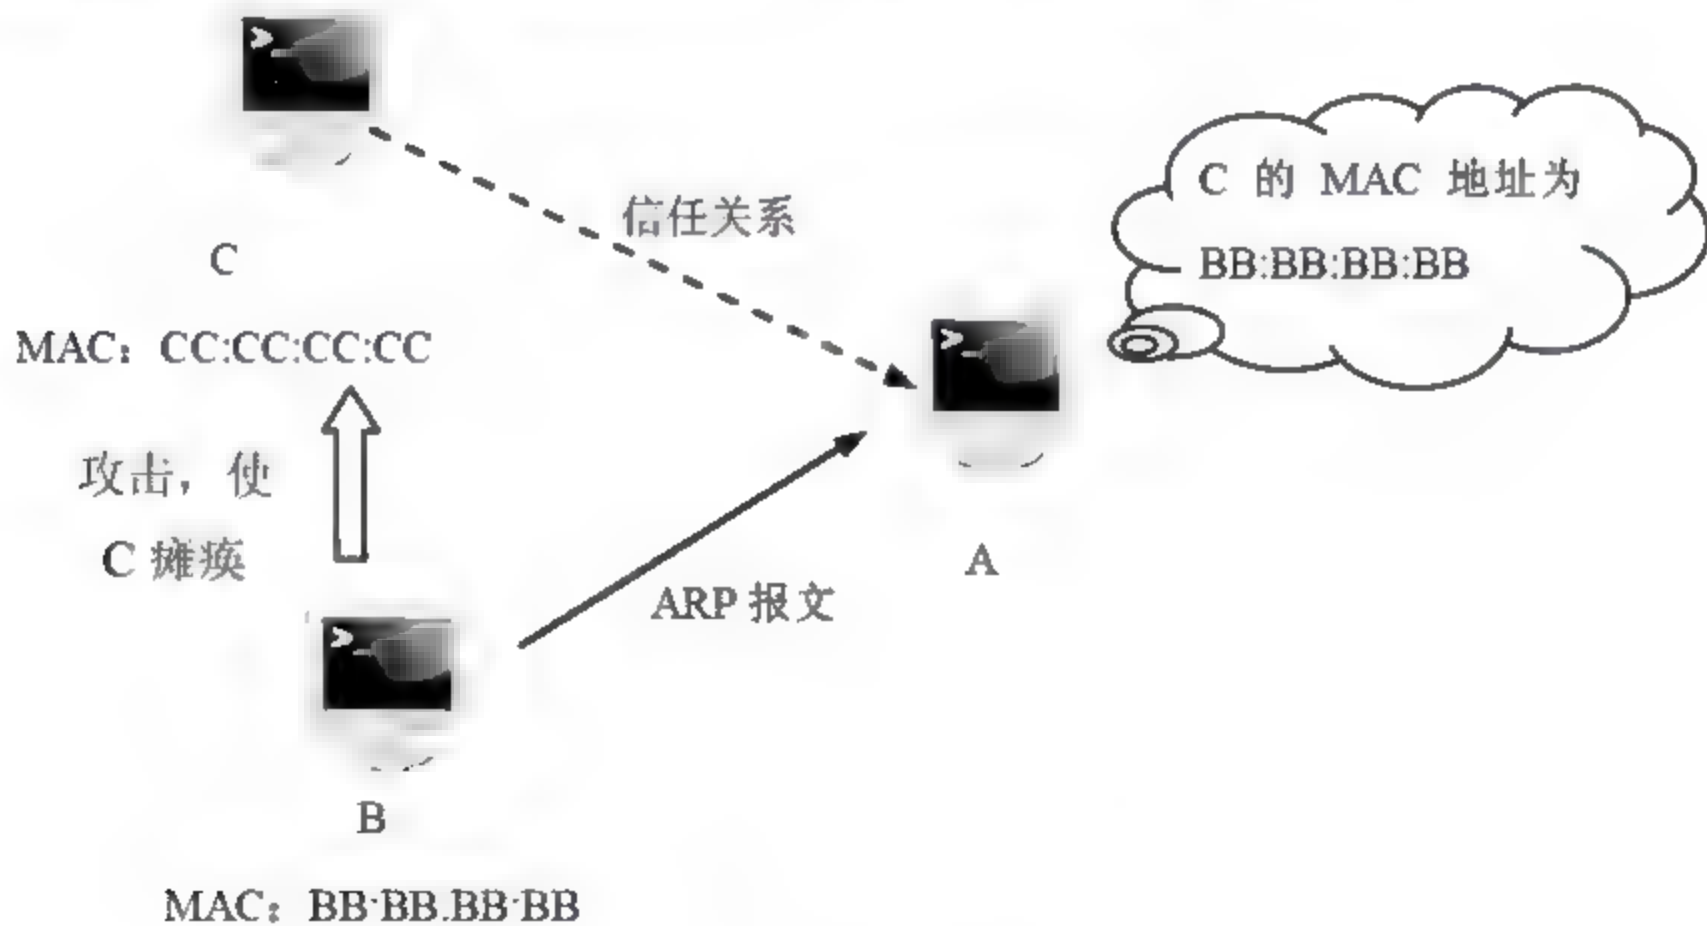 C
MAC：CC:CC:CC:CC
信任关系
C 的 MAC 地址为
BB:BB:BB:BB
攻击，使
C 瘫痪
A
ARP 报文
B
MAC：BB·BB.BB·BB